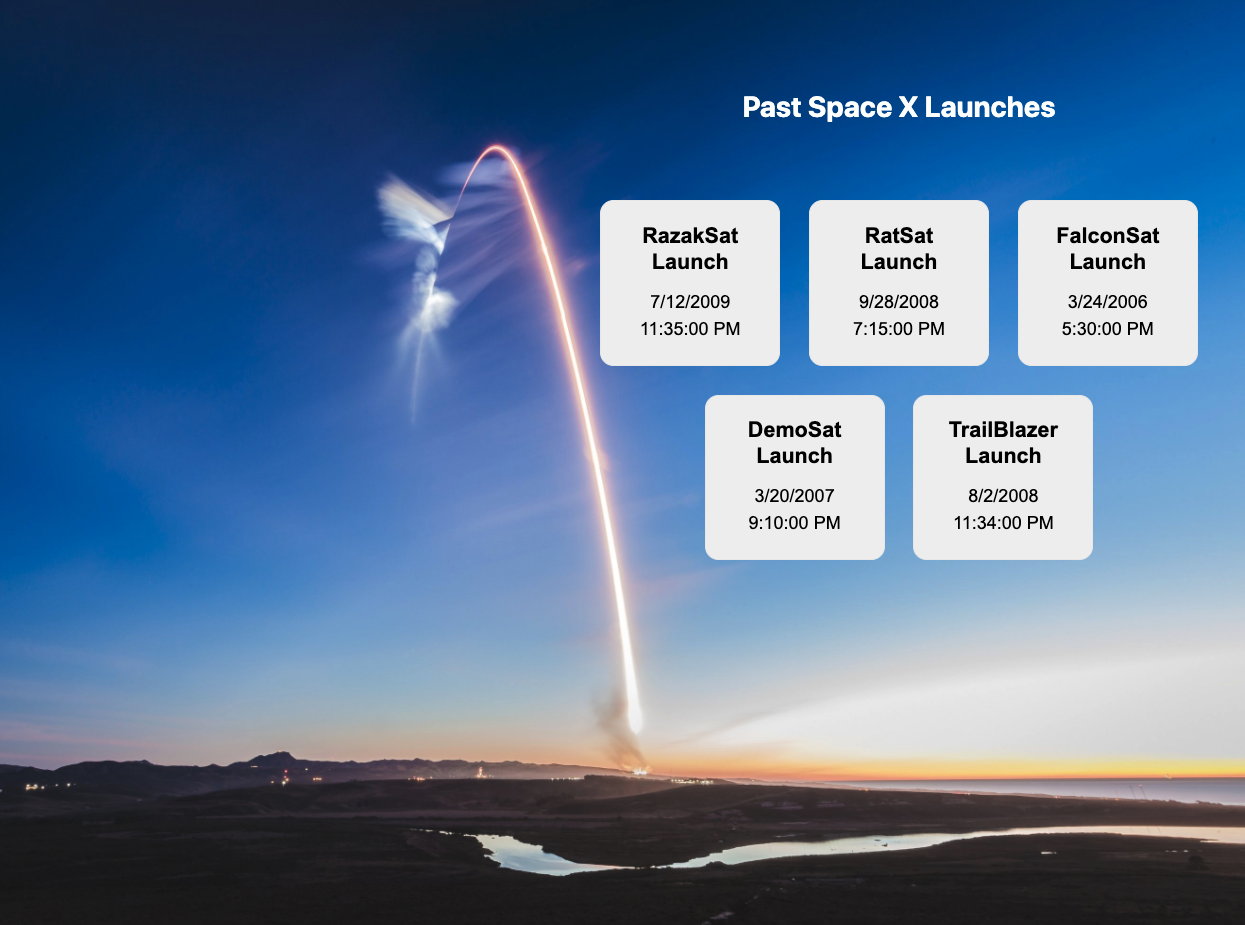 Past Space X Launches
RazakSat
Launch
7/12/2009
11:35:00 PM
RatSat
Launch
9/28/2008
7:15:00 PM
FalconSat
Launch
3/24/2006
5:30:00 PM
DemoSat
Launch
3/20/2007
9:10:00 PM
TrailBlazer
Launch
8/2/2008
11:34:00 PM